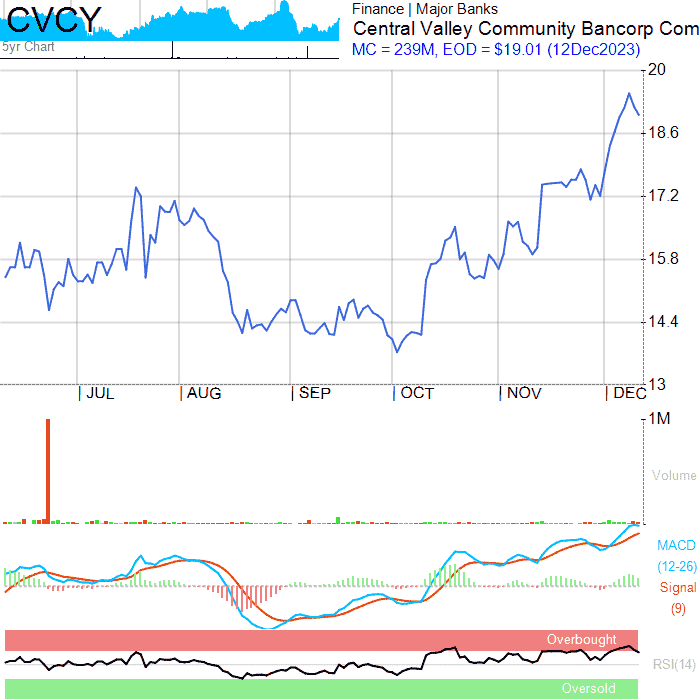 CVCY
5yr Chart
Finance | Major Banks
Central Valley Community Bancorp Com
MC = 239M, EOD = $19.01 (12Dec2023)
20
18.6
17.2
15.8
14.4
13
| JUL | AUG | SEP | OCT | NOV | DEC
1M
Volume
MACD
(12-26)
Signal
(9)
Overbought
RSI(14)
Oversold